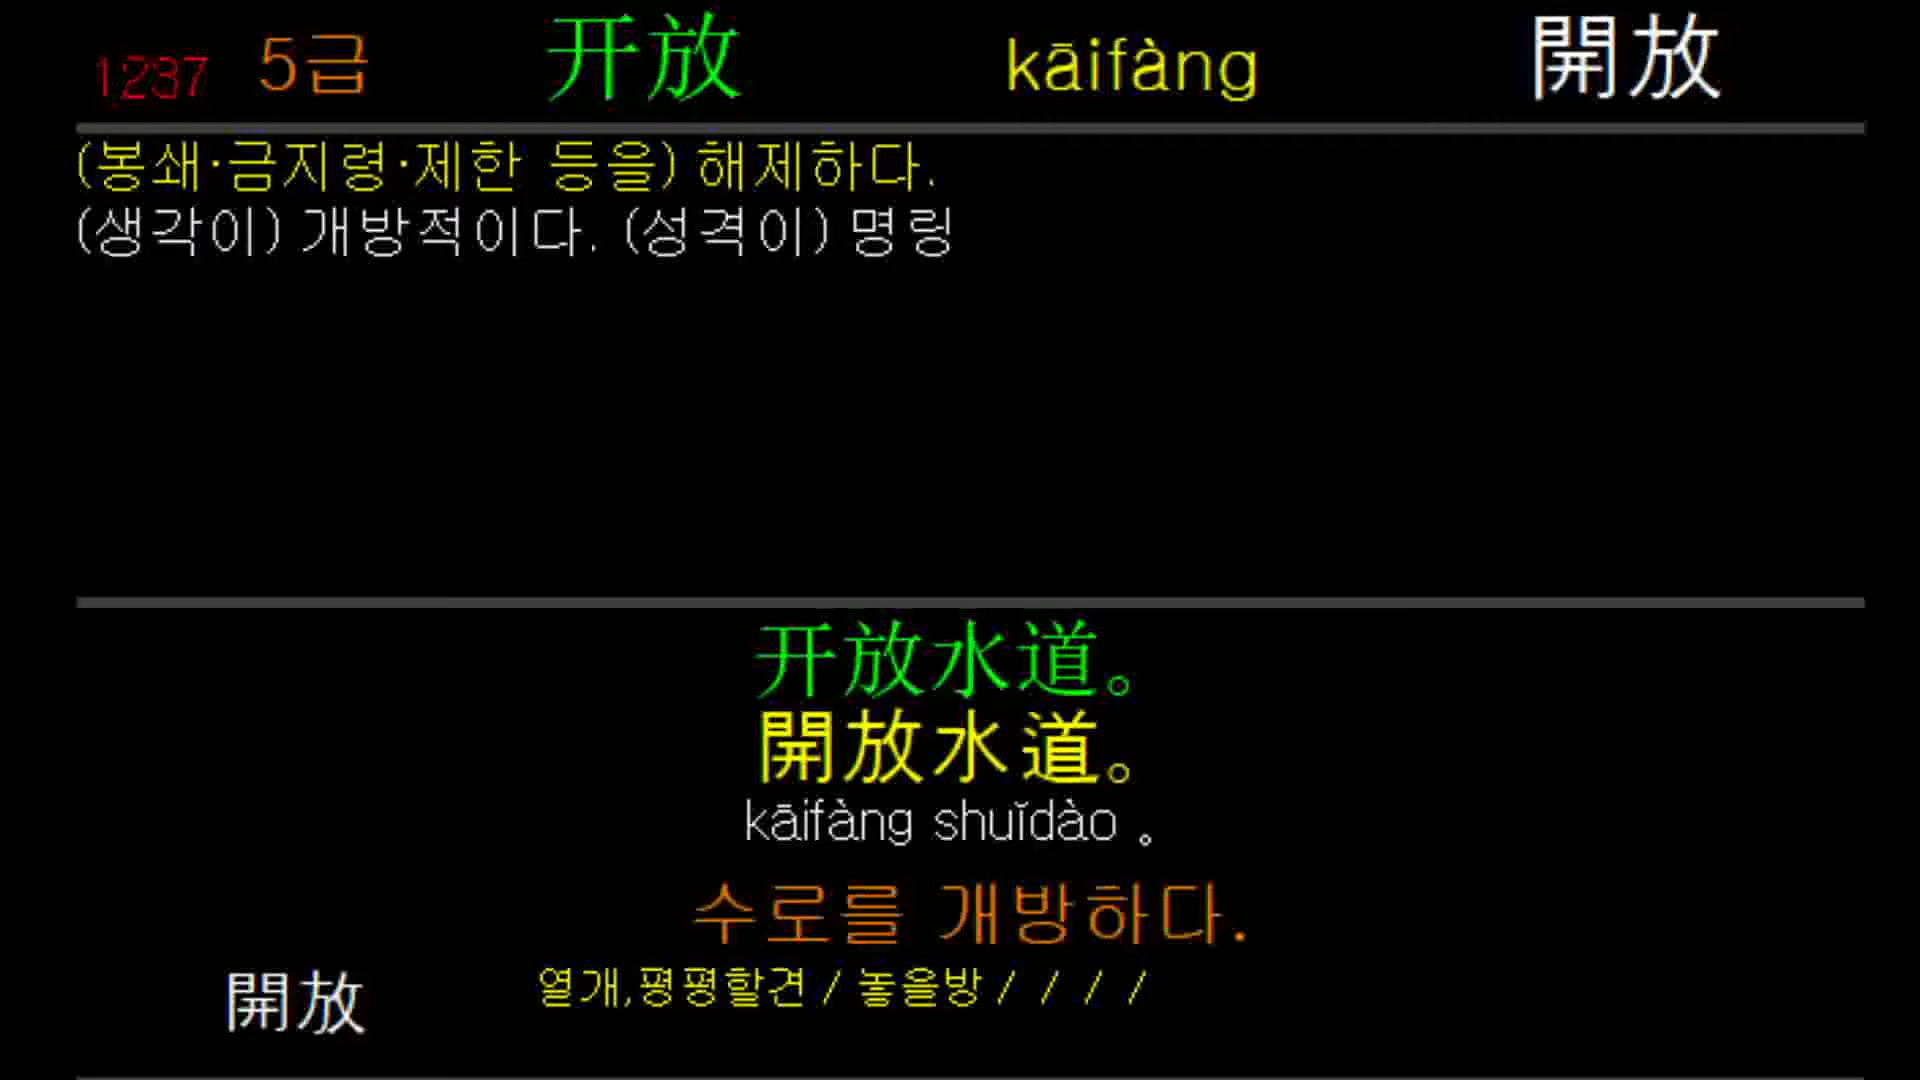 1237 5급 开放 kāifàng 開放
(봉쇄·금지령·제한 등을) 해제하다.
(생각이) 개방적이다. (성격이) 명링
开放水道。
開放水道。
kāifàng shuǐdào 。
수로를 개방하다.
開放 열개,평평할견 / 놓을방 / / / /